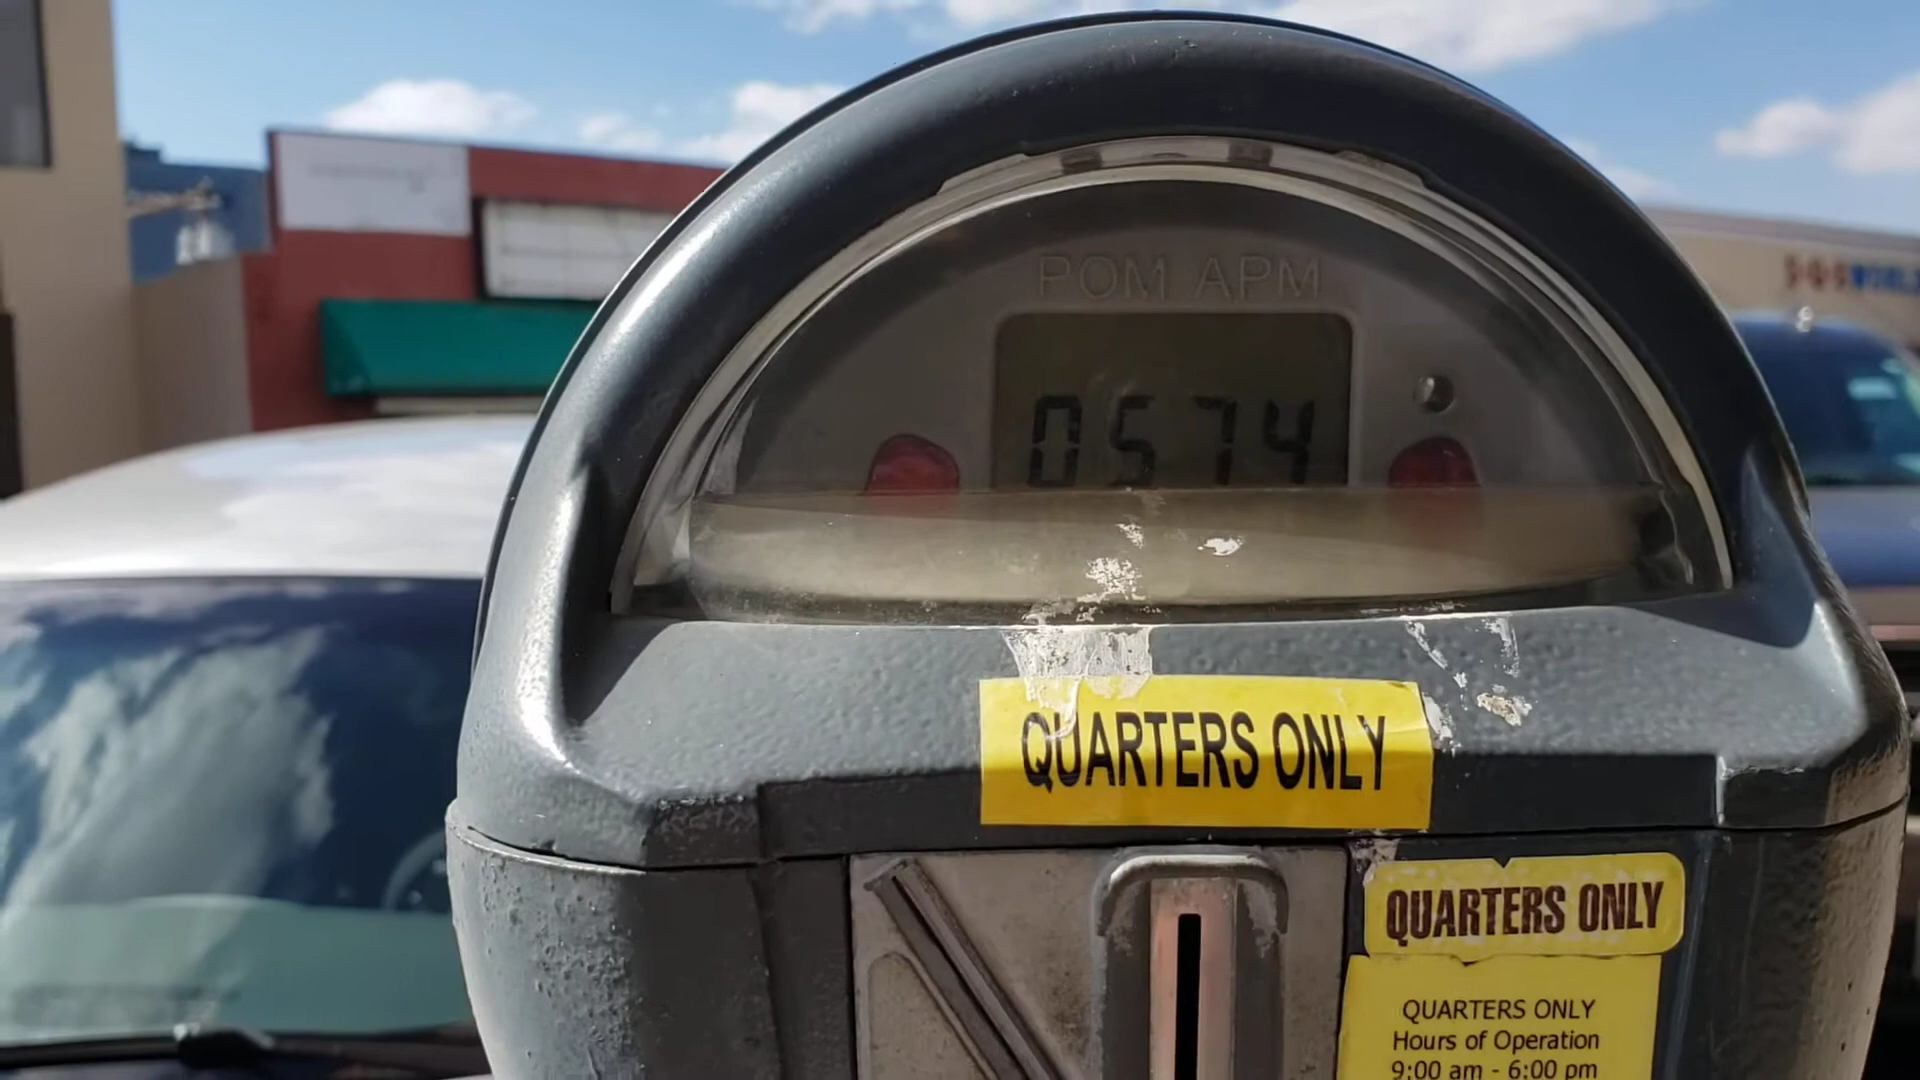 POM APM
0574
QUARTERS ONLY
QUARTERS ONLY
QUARTERS ONLY
Hours of Operation
9:00 am - 6:00 pm